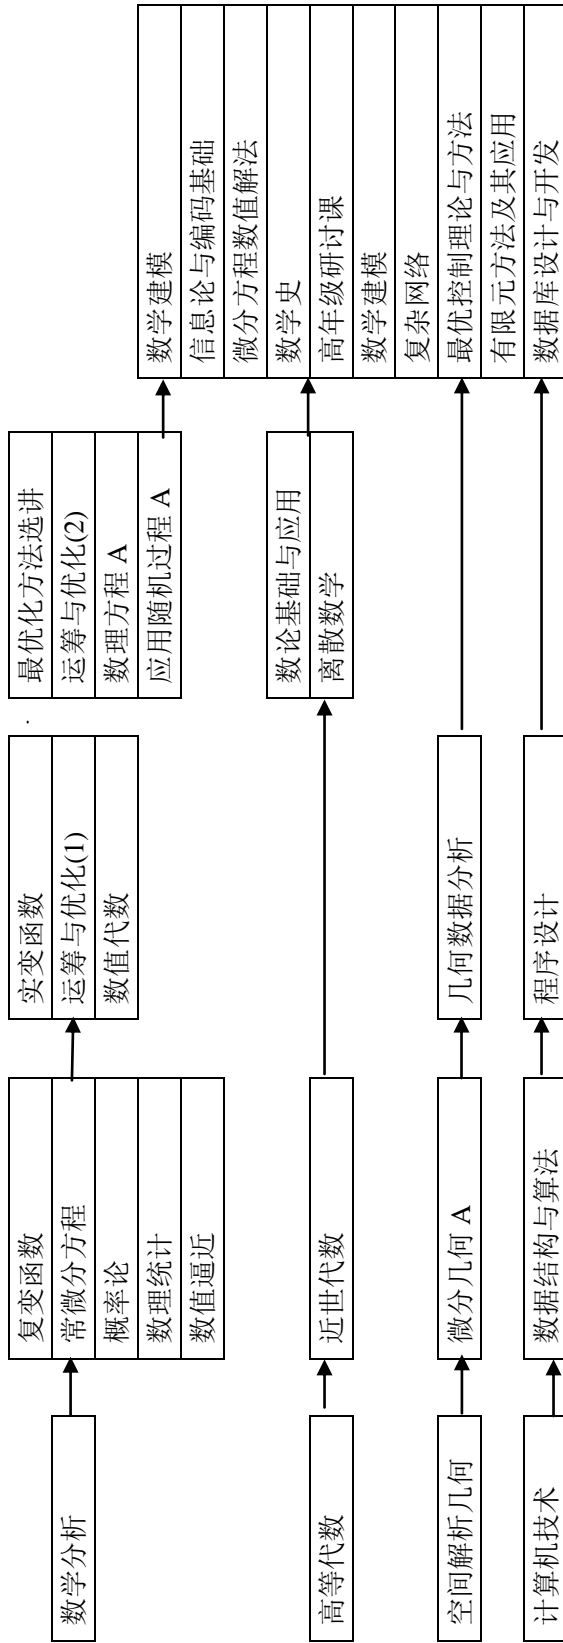 数学分析
复变函数
常微分方程
概率论
数理统计
数值逼近
实变函数
运筹与优化(1)
数值代数
最优化方法选讲
运筹与优化(2)
数理方程 A
应用随机过程 A
高等代数
近世代数
数论基础与应用
离散数学
空间解析几何
微分几何 A
几何数据分析
计算机技术
数据结构与算法
程序设计
数学建模
信息论与编码基础
微分方程数值解法
数学史
高年级研讨课
数学建模
复杂网络
最优控制理论与方法
有限元方法及其应用
数据库设计与开发